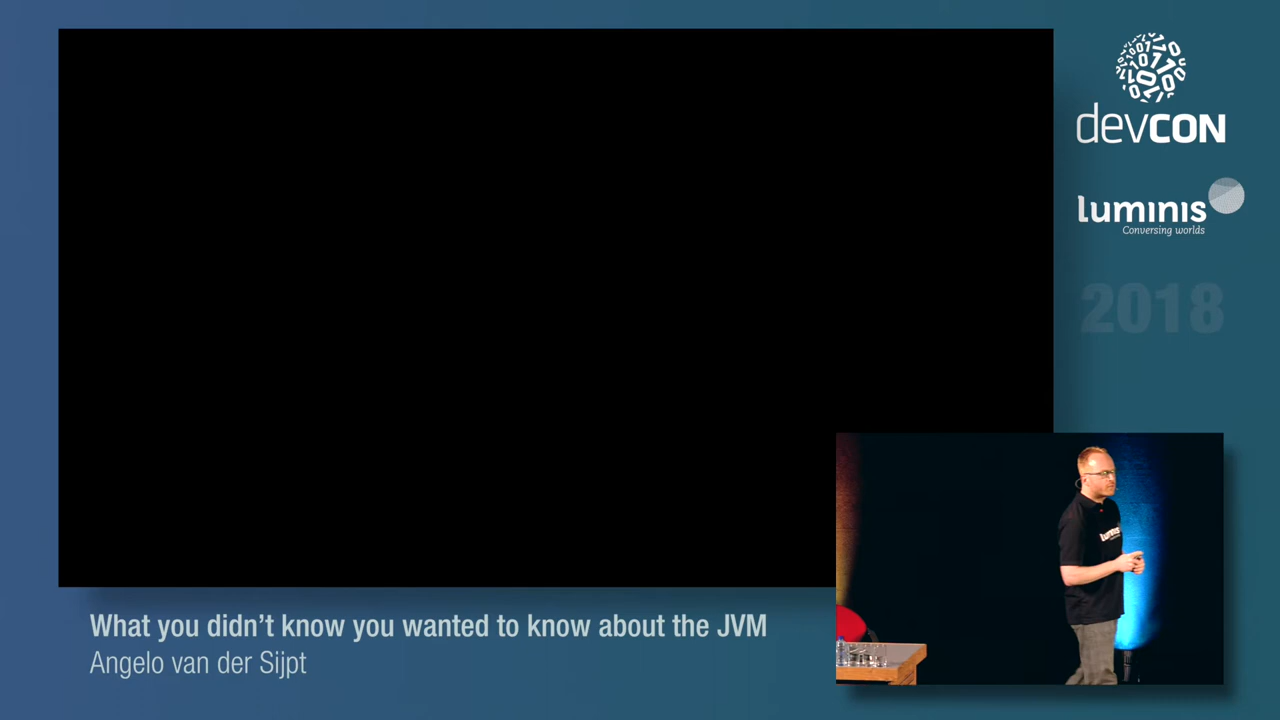 devCON
luminis
Conversing worlds
2018
What you didn't know you wanted to know about the JVM
Angelo van der Sijpt
luminis